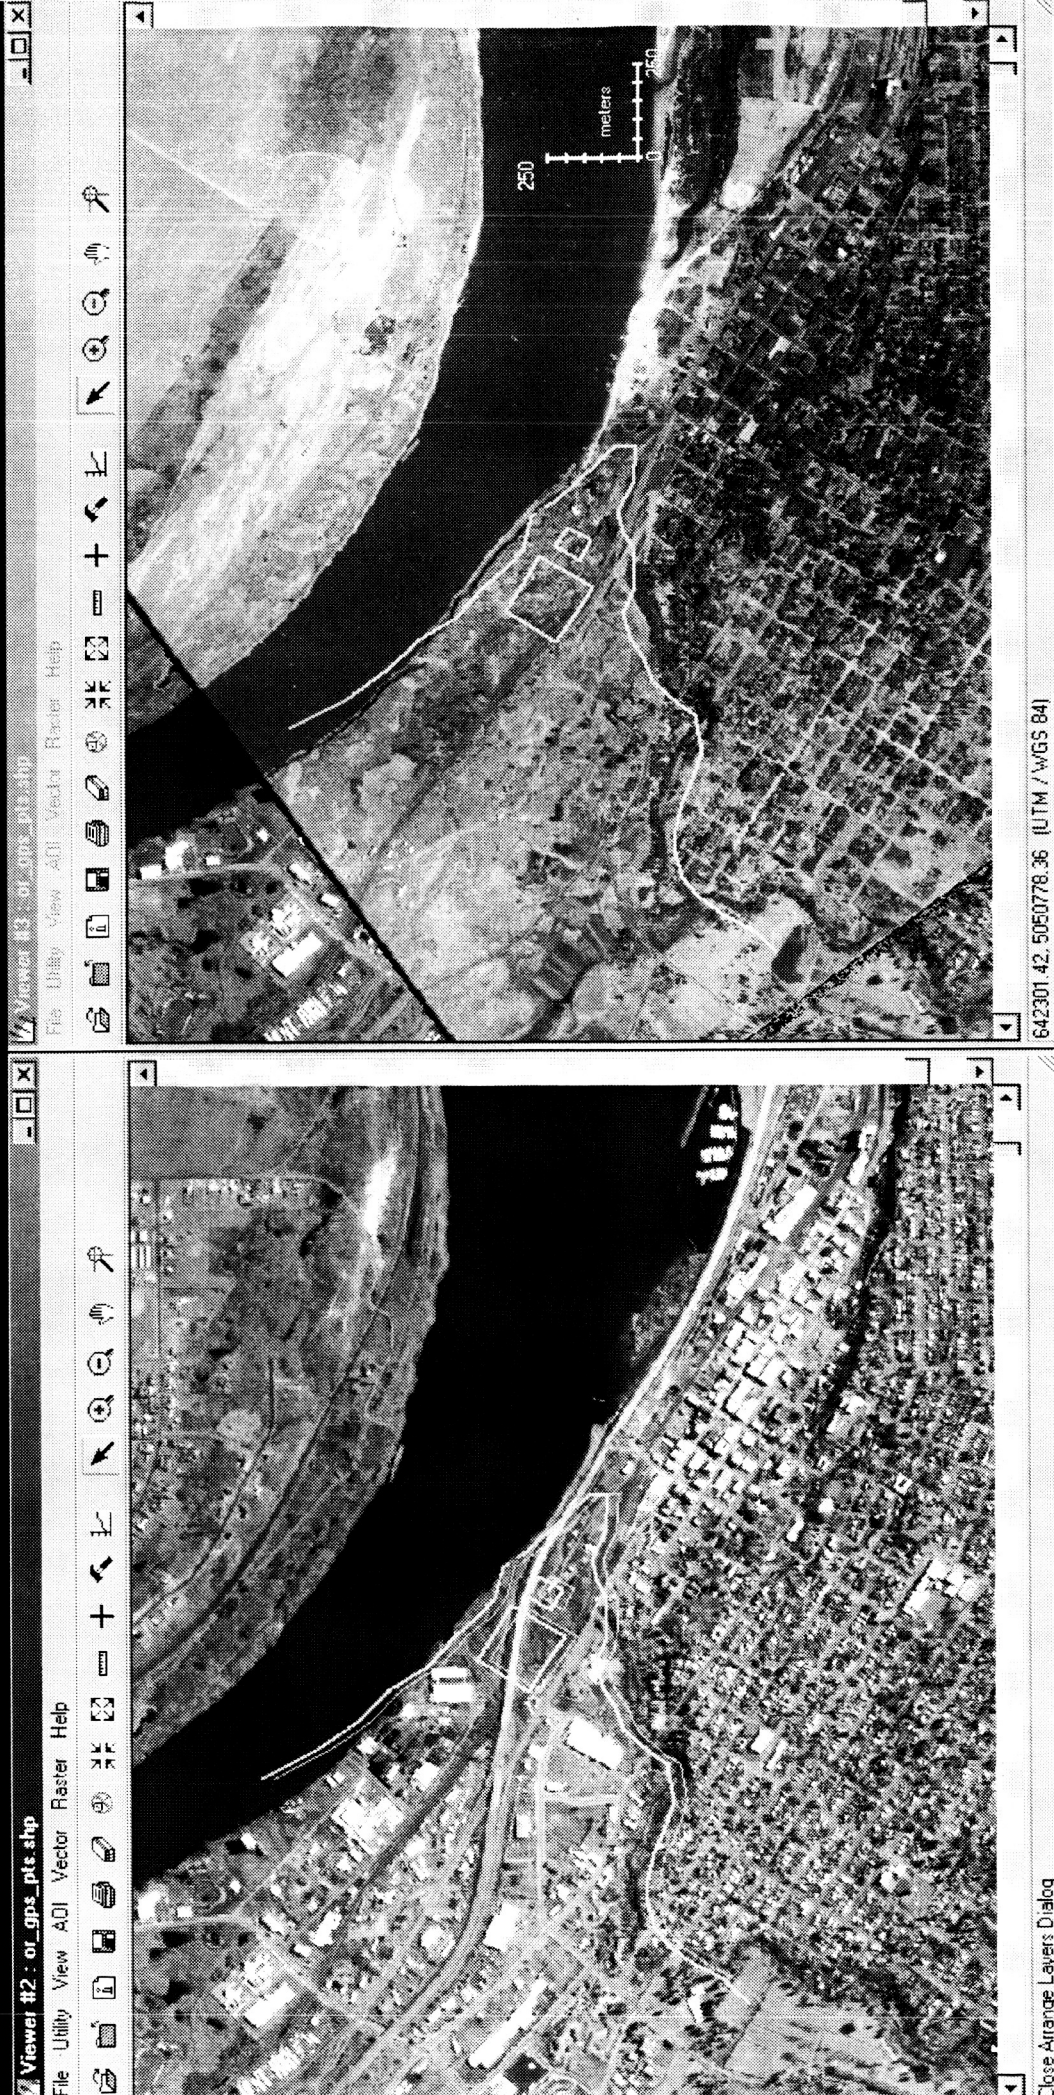 Viewer #2 : or_gps_pts.shp
File Utility View AOI Vector Raster Help
lose Arrange Layers Dialog
Viewer #3 : or_gps_pts.shp
File Utility View AOI Vector Raster Help
250
meters
0
250
642301.42, 5050778.36 (UTM / WGS 84)